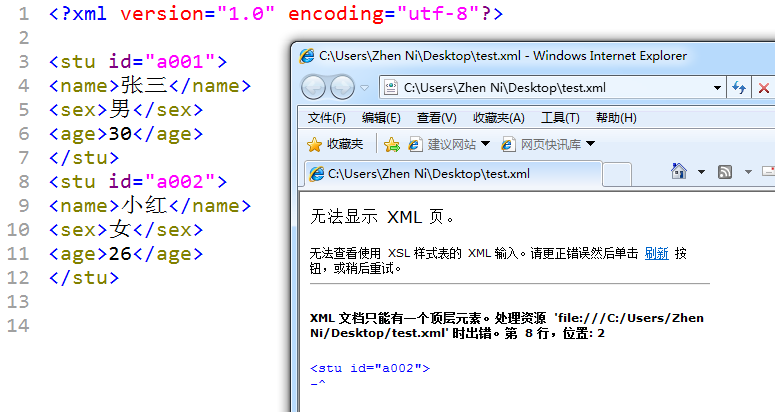 1 <?xml version="1.0" encoding="utf-8"?>
2
3 <stu id="a001">
4 <name>张三</name>
5 <sex>男</sex>
6 <age>30</age>
7 </stu>
8 <stu id="a002">
9 <name>小红</name>
10 <sex>女</sex>
11 <age>26</age>
12 </stu>
13
14
C:\Users\Zhen Ni\Desktop\test.xml - Windows Internet Explorer
C:\Users\Zhen Ni\Desktop\test.xml
文件(F) 编辑(E) 查看(V) 收藏夹(A) 工具(T) 帮助(H)
收藏夹 建议网站 网页快讯库
C:\Users\Zhen Ni\Desktop\test.xml
无法显示 XML 页。
无法查看使用 XSL 样式表的 XML 输入。请更正错误然后单击 刷新 按
钮，或稍后重试。
XML 文档只能有一个顶层元素。处理资源 'file:///C:/Users/Zhen
Ni/Desktop/test.xml' 时出错。第 8 行，位置: 2
<stu id="a002">
-^